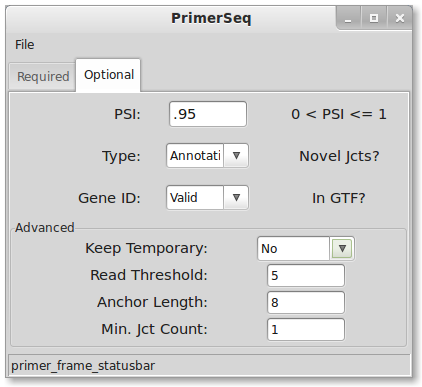 PrimerSeq
File
Required Optional
PSI: .95 0 < PSI <= 1
Type: Annotati Novel Jcts?
Gene ID: Valid In GTF?
Advanced
Keep Temporary: No
Read Threshold: 5
Anchor Length: 8
Min. Jct Count: 1
primer_frame_statusbar